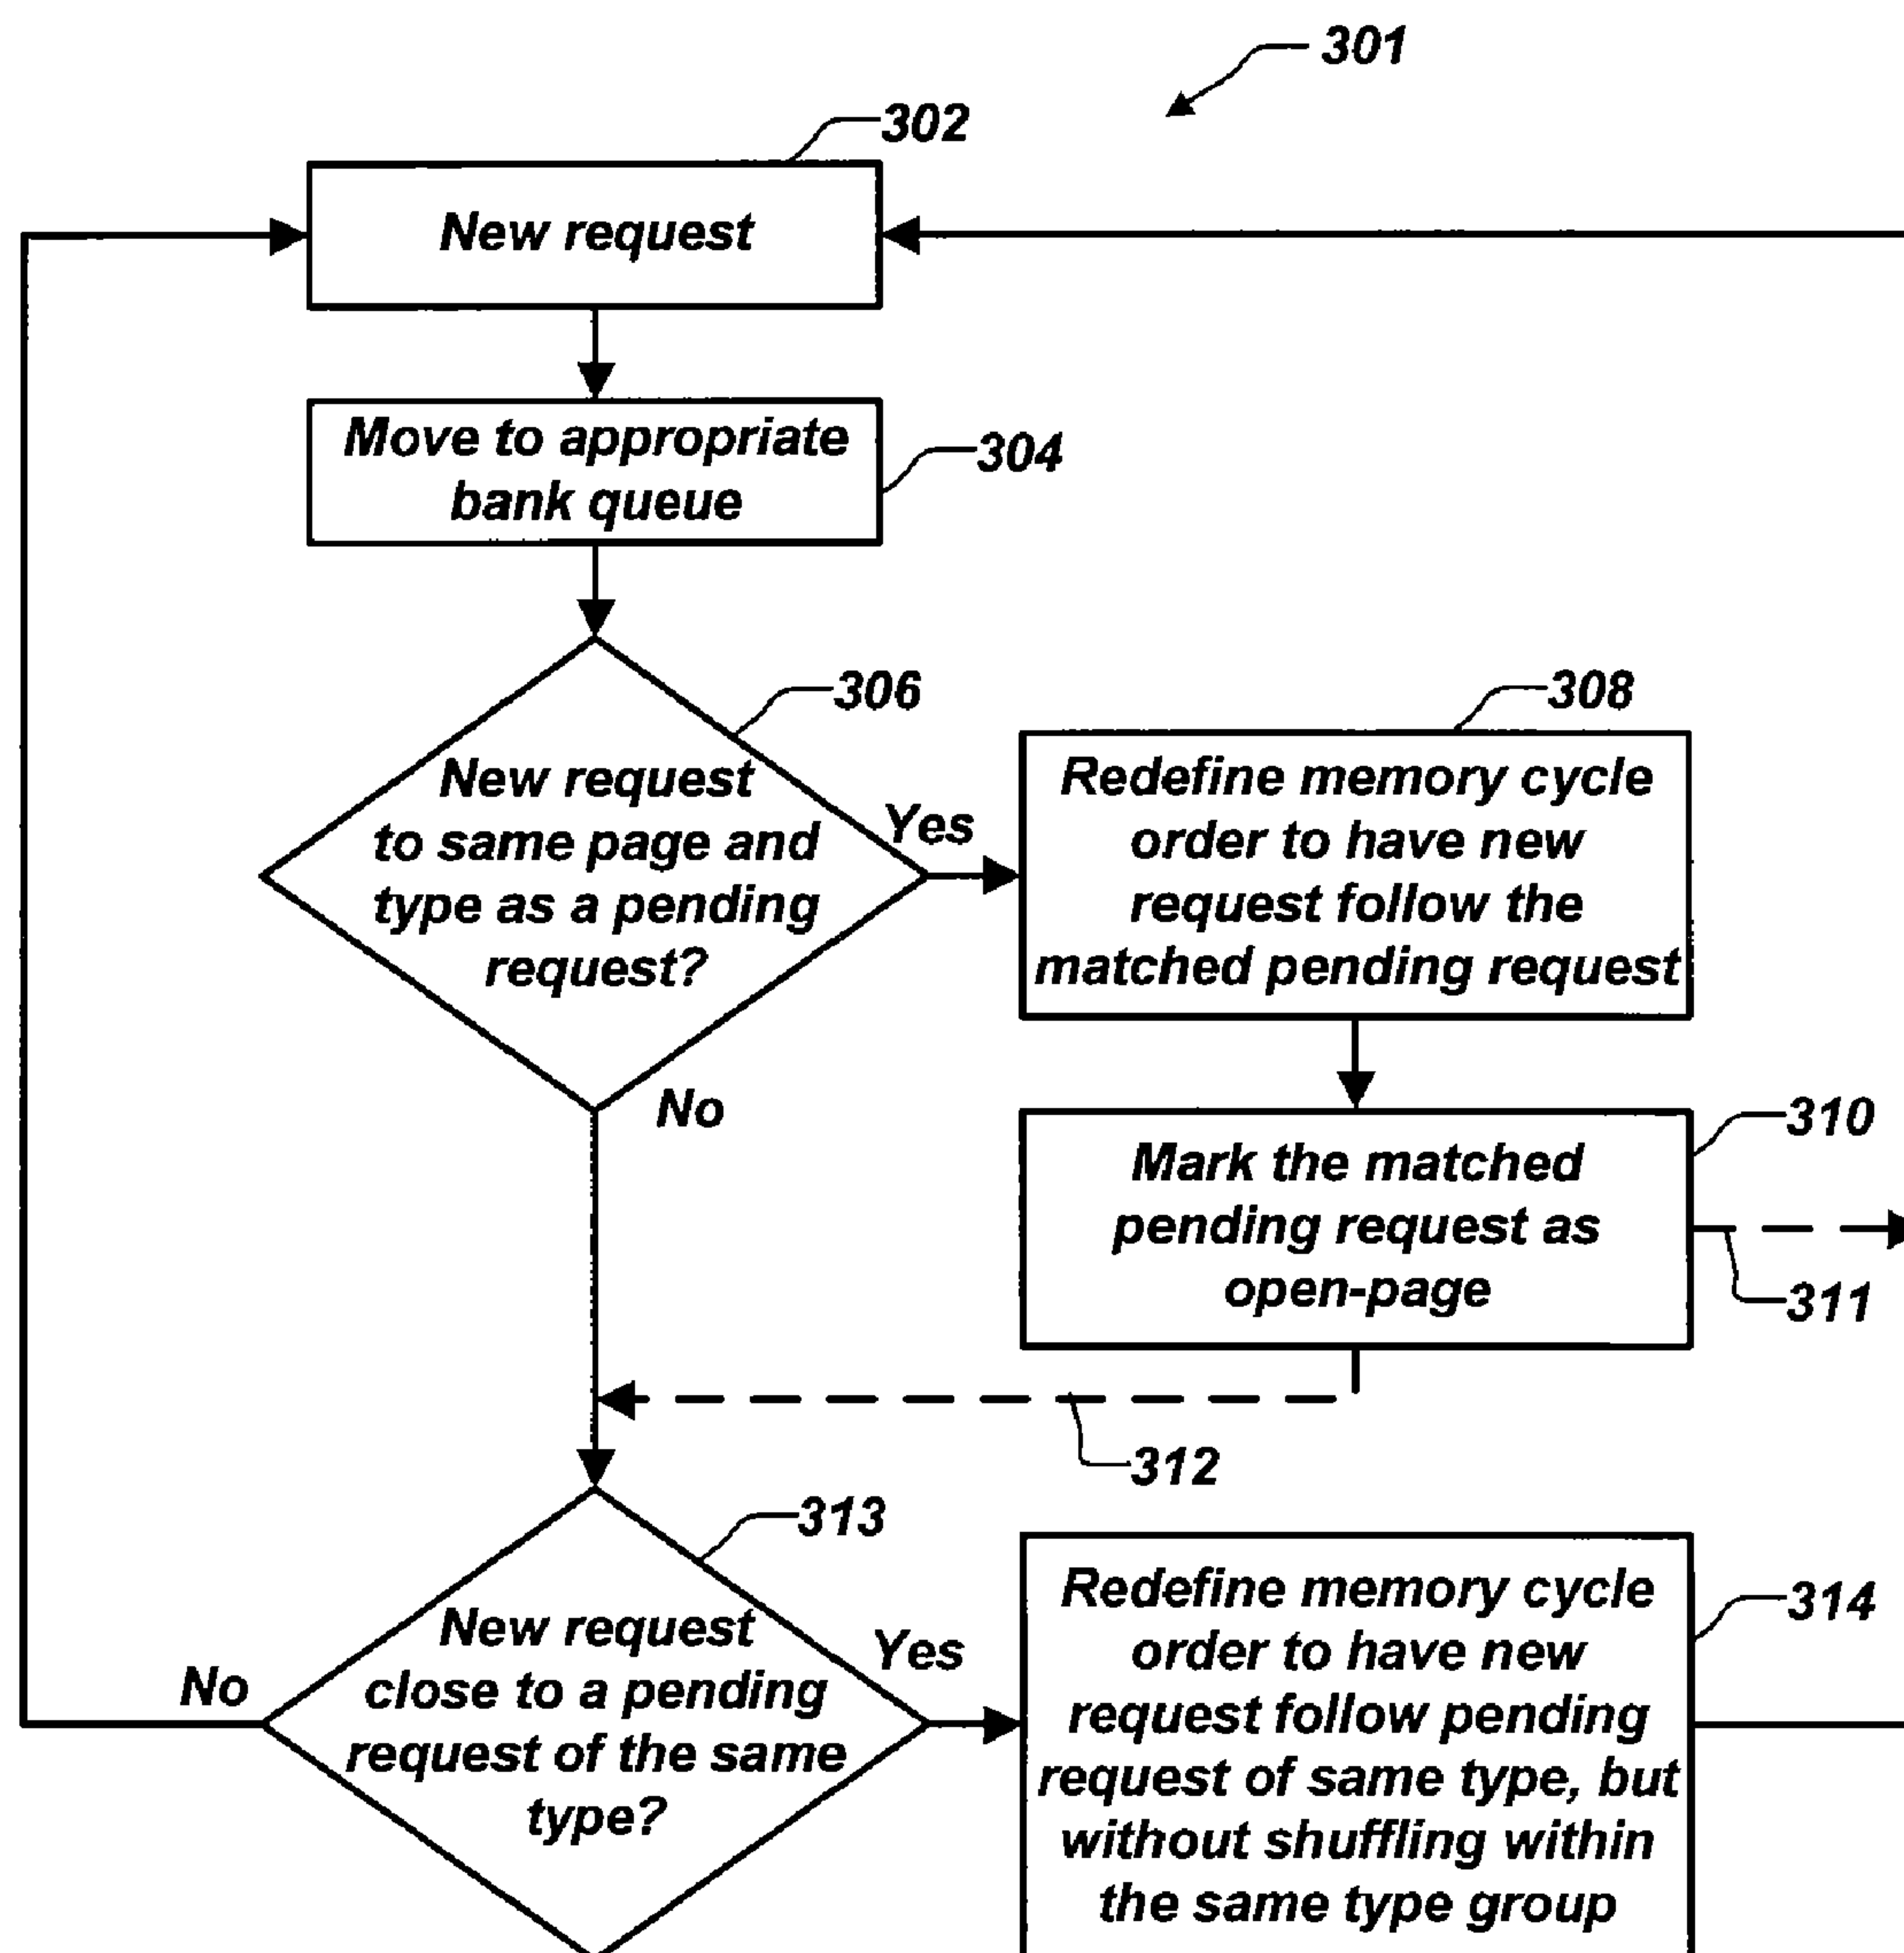 301
302
New request
Move to appropriate
bank queue
304
306
New request
to same page and
type as a pending
request?
Yes
No
308
Redefine memory cycle
order to have new
request follow the
matched pending request
310
Mark the matched
pending request as
open-page
311
312
313
New request
close to a pending
request of the same
type?
No
Yes
314
Redefine memory cycle
order to have new
request follow pending
request of same type, but
without shuffling within
the same type group